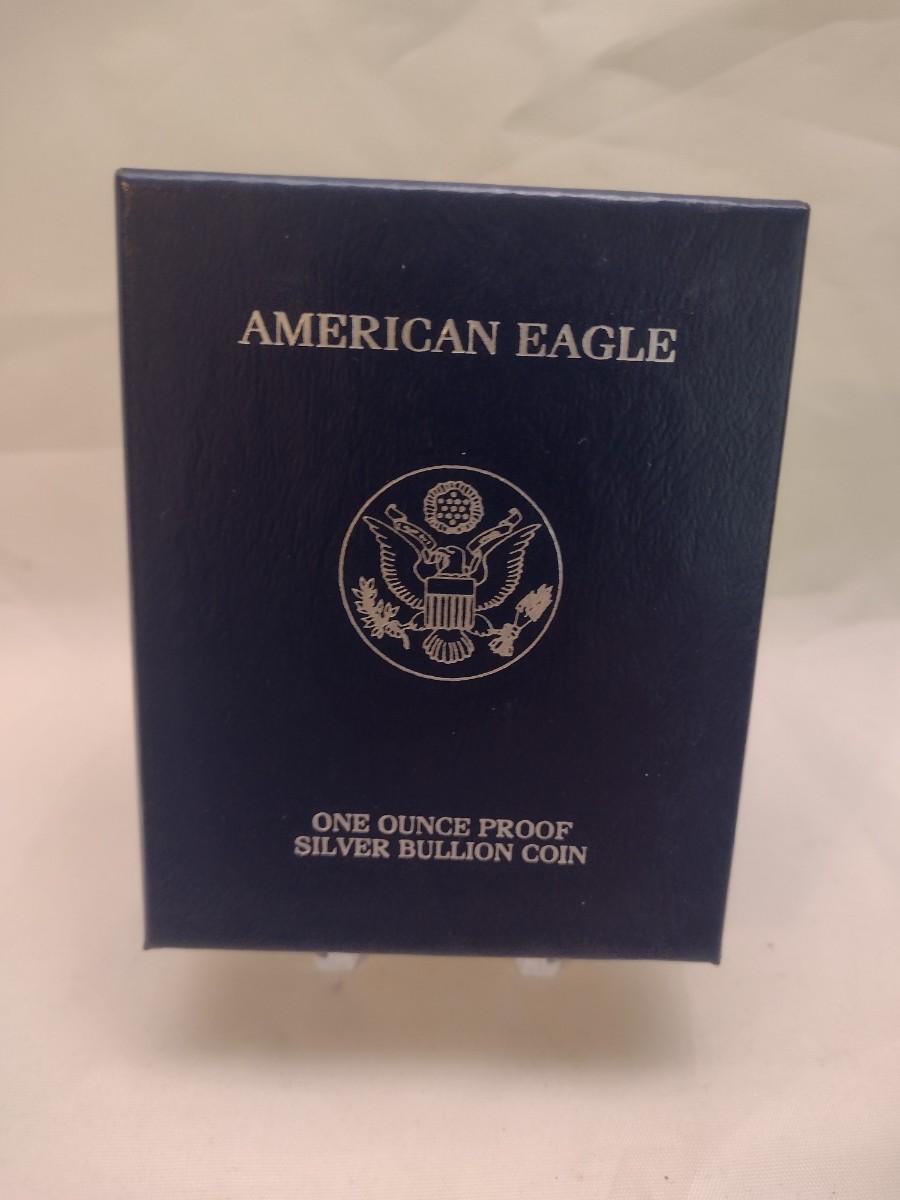 AMERICAN EAGLE
ONE OUNCE PROOF
SILVER BULLION COIN